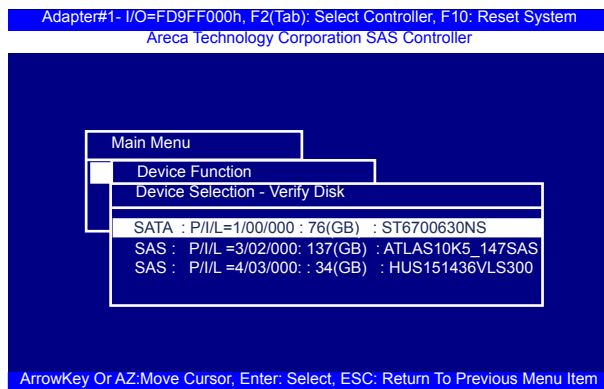 Adapter#1- I/O=FD9FF000h, F2(Tab): Select Controller, F10: Reset System
Areca Technology Corporation SAS Controller
Main Menu
Device Function
Device Selection - Verify Disk
SATA : P/I/L=1/00/000 : 76(GB) : ST6700630NS
SAS : P/I/L =3/02/000: 137(GB) : ATLAS10K5_147SAS
SAS : P/I/L =4/03/000: : 34(GB) : HUS151436VLS300
ArrowKey Or AZ:Move Cursor, Enter: Select, ESC: Return To Previous Menu Item